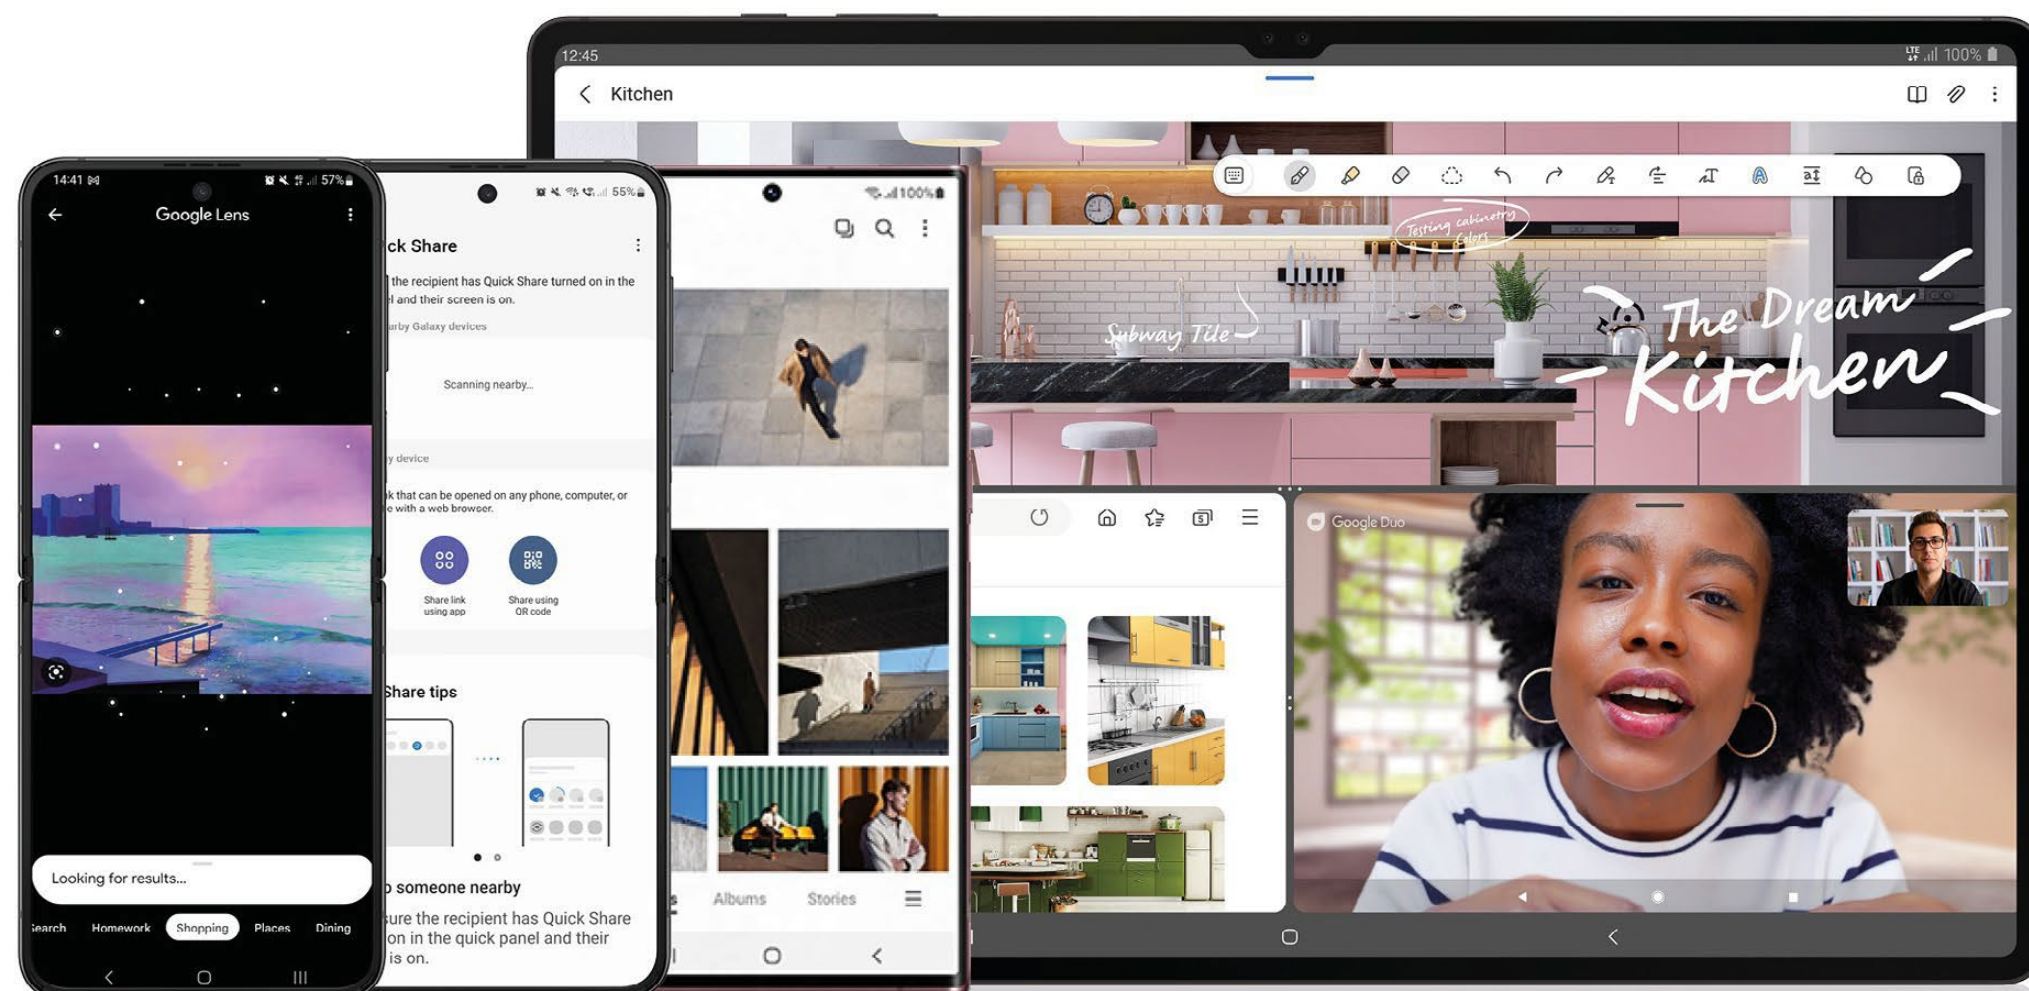 14:41
57%
Google Lens
Looking for results...
Homework
Shopping
Places
Dining
55%
ck Share
the recipient has Quick Share turned on in the
and their screen is on.
arby Galaxy devices
Scanning nearby...
y device
k that can be opened on any phone, computer, or
e with a web browser.
Share link
using app
Share using
QR code
Share tips
someone nearby
sure the recipient has Quick Share
on in the quick panel and their
is on.
100%
Albums
Stories
12:45
LTE
100%
Kitchen
Testing cabinetry
Colors
Subway Tile
The Dream
Kitchen
5
Google Duo